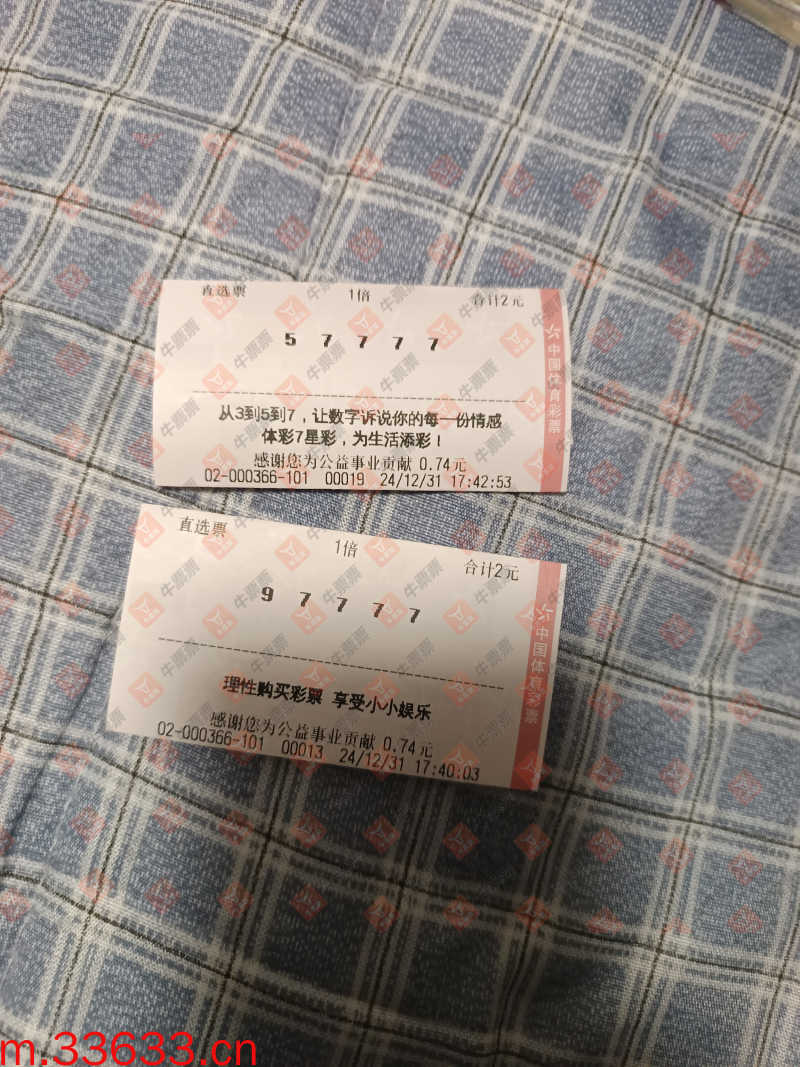 直选票 1倍 合计2元
5 7 7 7 7
从3到5到7，让数字诉说你的每一份情感
体彩7星彩，为生活添彩！
感谢您为公益事业贡献 0.74元
02-000366-101 00019 24/12/31 17:42:53
中国体育彩票
直选票 1倍 合计2元
9 7 7 7 7
理性购买彩票 享受小小娱乐
感谢您为公益事业贡献 0.74元
02-000366-101 00013 24/12/31 17:40:03
中国体育彩票
牛票票
m.33633.cn